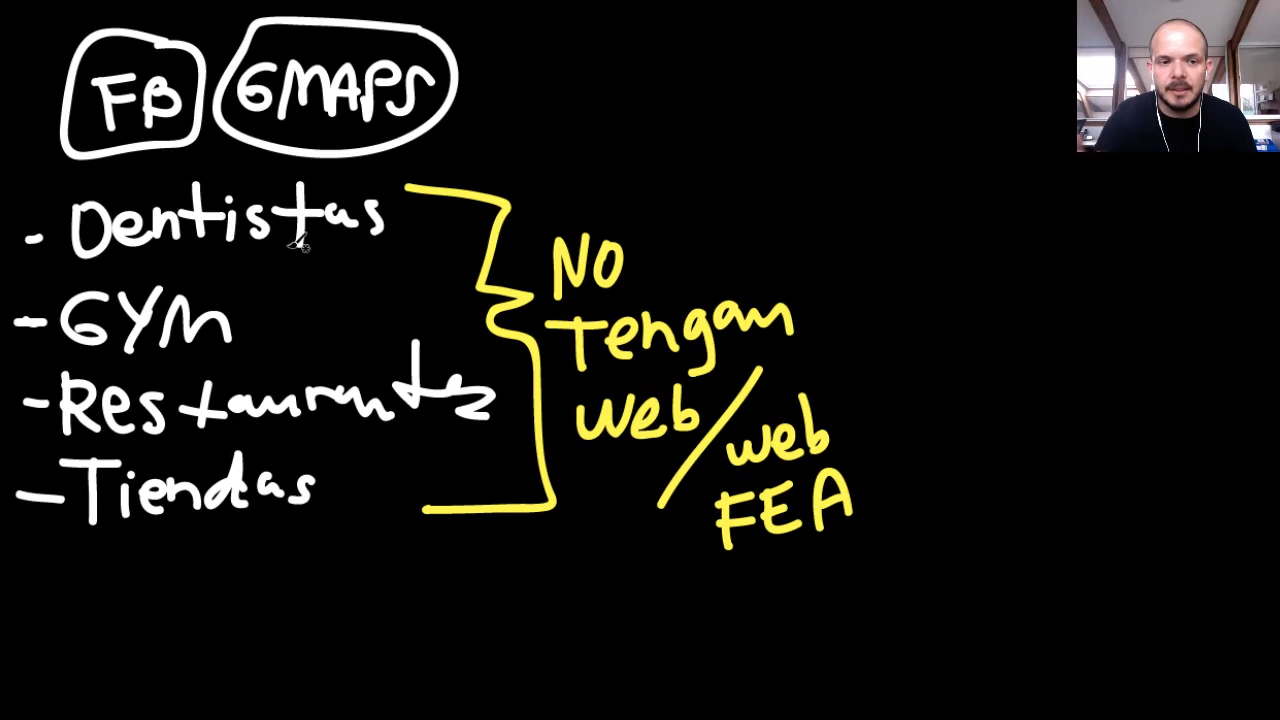 FB GMAPS
- Dentistas
- GYM
- Restaurantes
- Tiendas
NO
Tengan
web / web
FEA